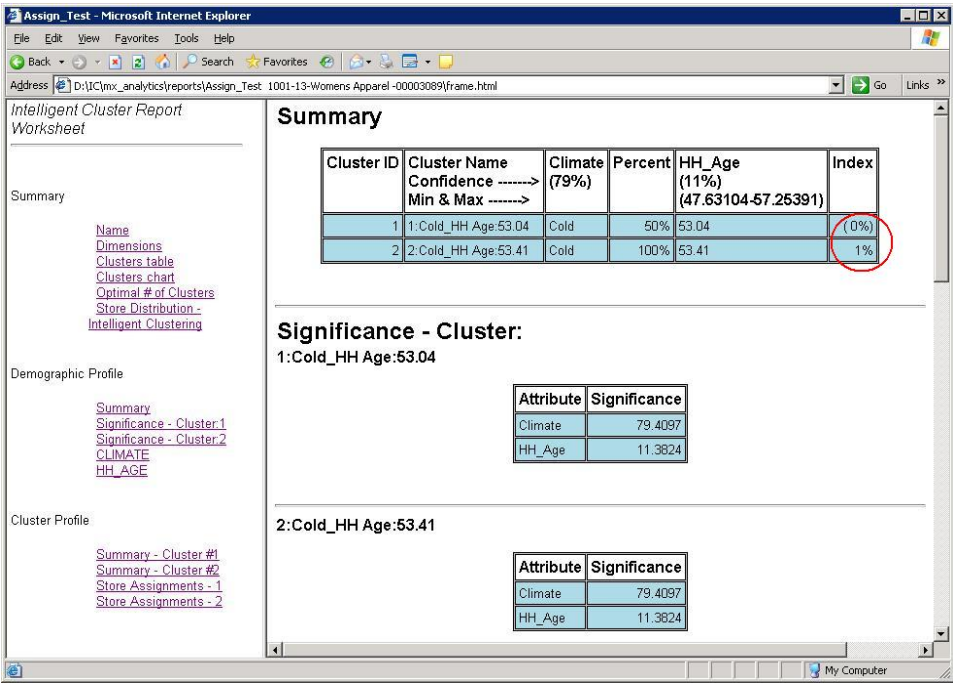 Assign_Test - Microsoft Internet Explorer
File Edit View Favorites Tools Help
Back Search Favorites
Address D:\IC\mx_analytics\reports\Assign_Test 1001-13-Womens Apparel -00003089\frame.html Go Links »
Intelligent Cluster Report
Worksheet
Summary
Name
Dimensions
Clusters table
Clusters chart
Optimal # of Clusters
Store Distribution -
Intelligent Clustering
Demographic Profile
Summary
Significance - Cluster:1
Significance - Cluster:2
CLIMATE
HH_AGE
Cluster Profile
Summary - Cluster #1
Summary - Cluster #2
Store Assignments - 1
Store Assignments - 2
Summary
Cluster ID Cluster Name Climate Percent HH_Age Index
Confidence -------> (79%) (11%)
Min & Max -------> (47.63104-57.25391)
1 1:Cold_HH Age:53.04 Cold 50% 53.04 ( 0%)
2 2:Cold_HH Age:53.41 Cold 100% 53.41 1%
Significance - Cluster:
1:Cold_HH Age:53.04
Attribute Significance
Climate 79.4097
HH_Age 11.3824
2:Cold_HH Age:53.41
Attribute Significance
Climate 79.4097
HH_Age 11.3824
My Computer